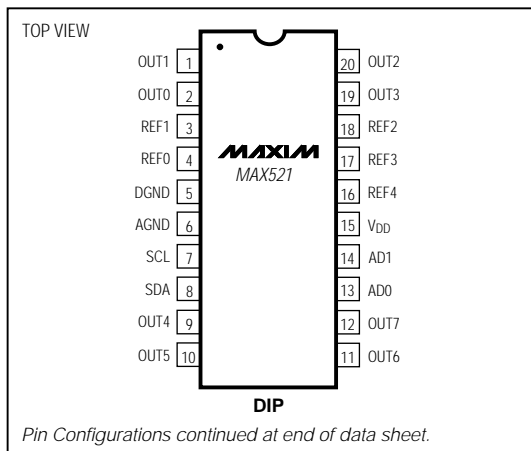 TOP VIEW
OUT1 1 20 OUT2
OUT0 2 19 OUT3
REF1 3 18 REF2
REF0 4 17 REF3
DGND 5 16 REF4
AGND 6 15 VDD
SCL 7 14 AD1
SDA 8 13 AD0
OUT4 9 12 OUT7
OUT5 10 11 OUT6
MAXIM
MAX521
DIP
Pin Configurations continued at end of data sheet.